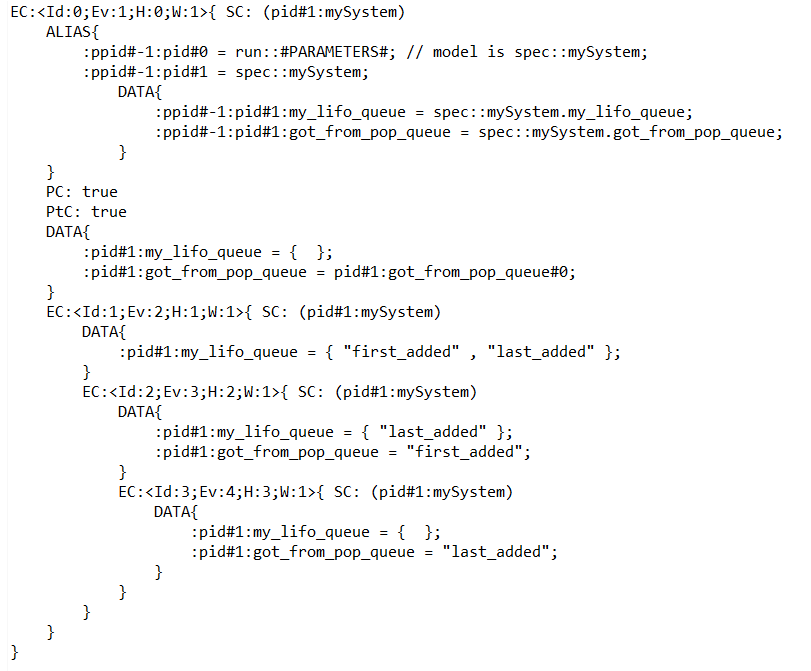 EC:<Id:0;Ev:1;H:0;W:1>{ SC: (pid#1:mySystem)
    ALIAS{
        :ppid#-1:pid#0 = run::#PARAMETERS#; // model is spec::mySystem;
        :ppid#-1:pid#1 = spec::mySystem;
            DATA{
                :ppid#-1:pid#1:my_lifo_queue = spec::mySystem.my_lifo_queue;
                :ppid#-1:pid#1:got_from_pop_queue = spec::mySystem.got_from_pop_queue;
            }
    }
    PC: true
    PtC: true
    DATA{
        :pid#1:my_lifo_queue = {  };
        :pid#1:got_from_pop_queue = pid#1:got_from_pop_queue#0;
    }
    EC:<Id:1;Ev:2;H:1;W:1>{ SC: (pid#1:mySystem)
        DATA{
            :pid#1:my_lifo_queue = { "first_added" , "last_added" };
        }
        EC:<Id:2;Ev:3;H:2;W:1>{ SC: (pid#1:mySystem)
            DATA{
                :pid#1:my_lifo_queue = { "last_added" };
                :pid#1:got_from_pop_queue = "first_added";
            }
            EC:<Id:3;Ev:4;H:3;W:1>{ SC: (pid#1:mySystem)
                DATA{
                    :pid#1:my_lifo_queue = {  };
                    :pid#1:got_from_pop_queue = "last_added";
                }
            }
        }
    }
}